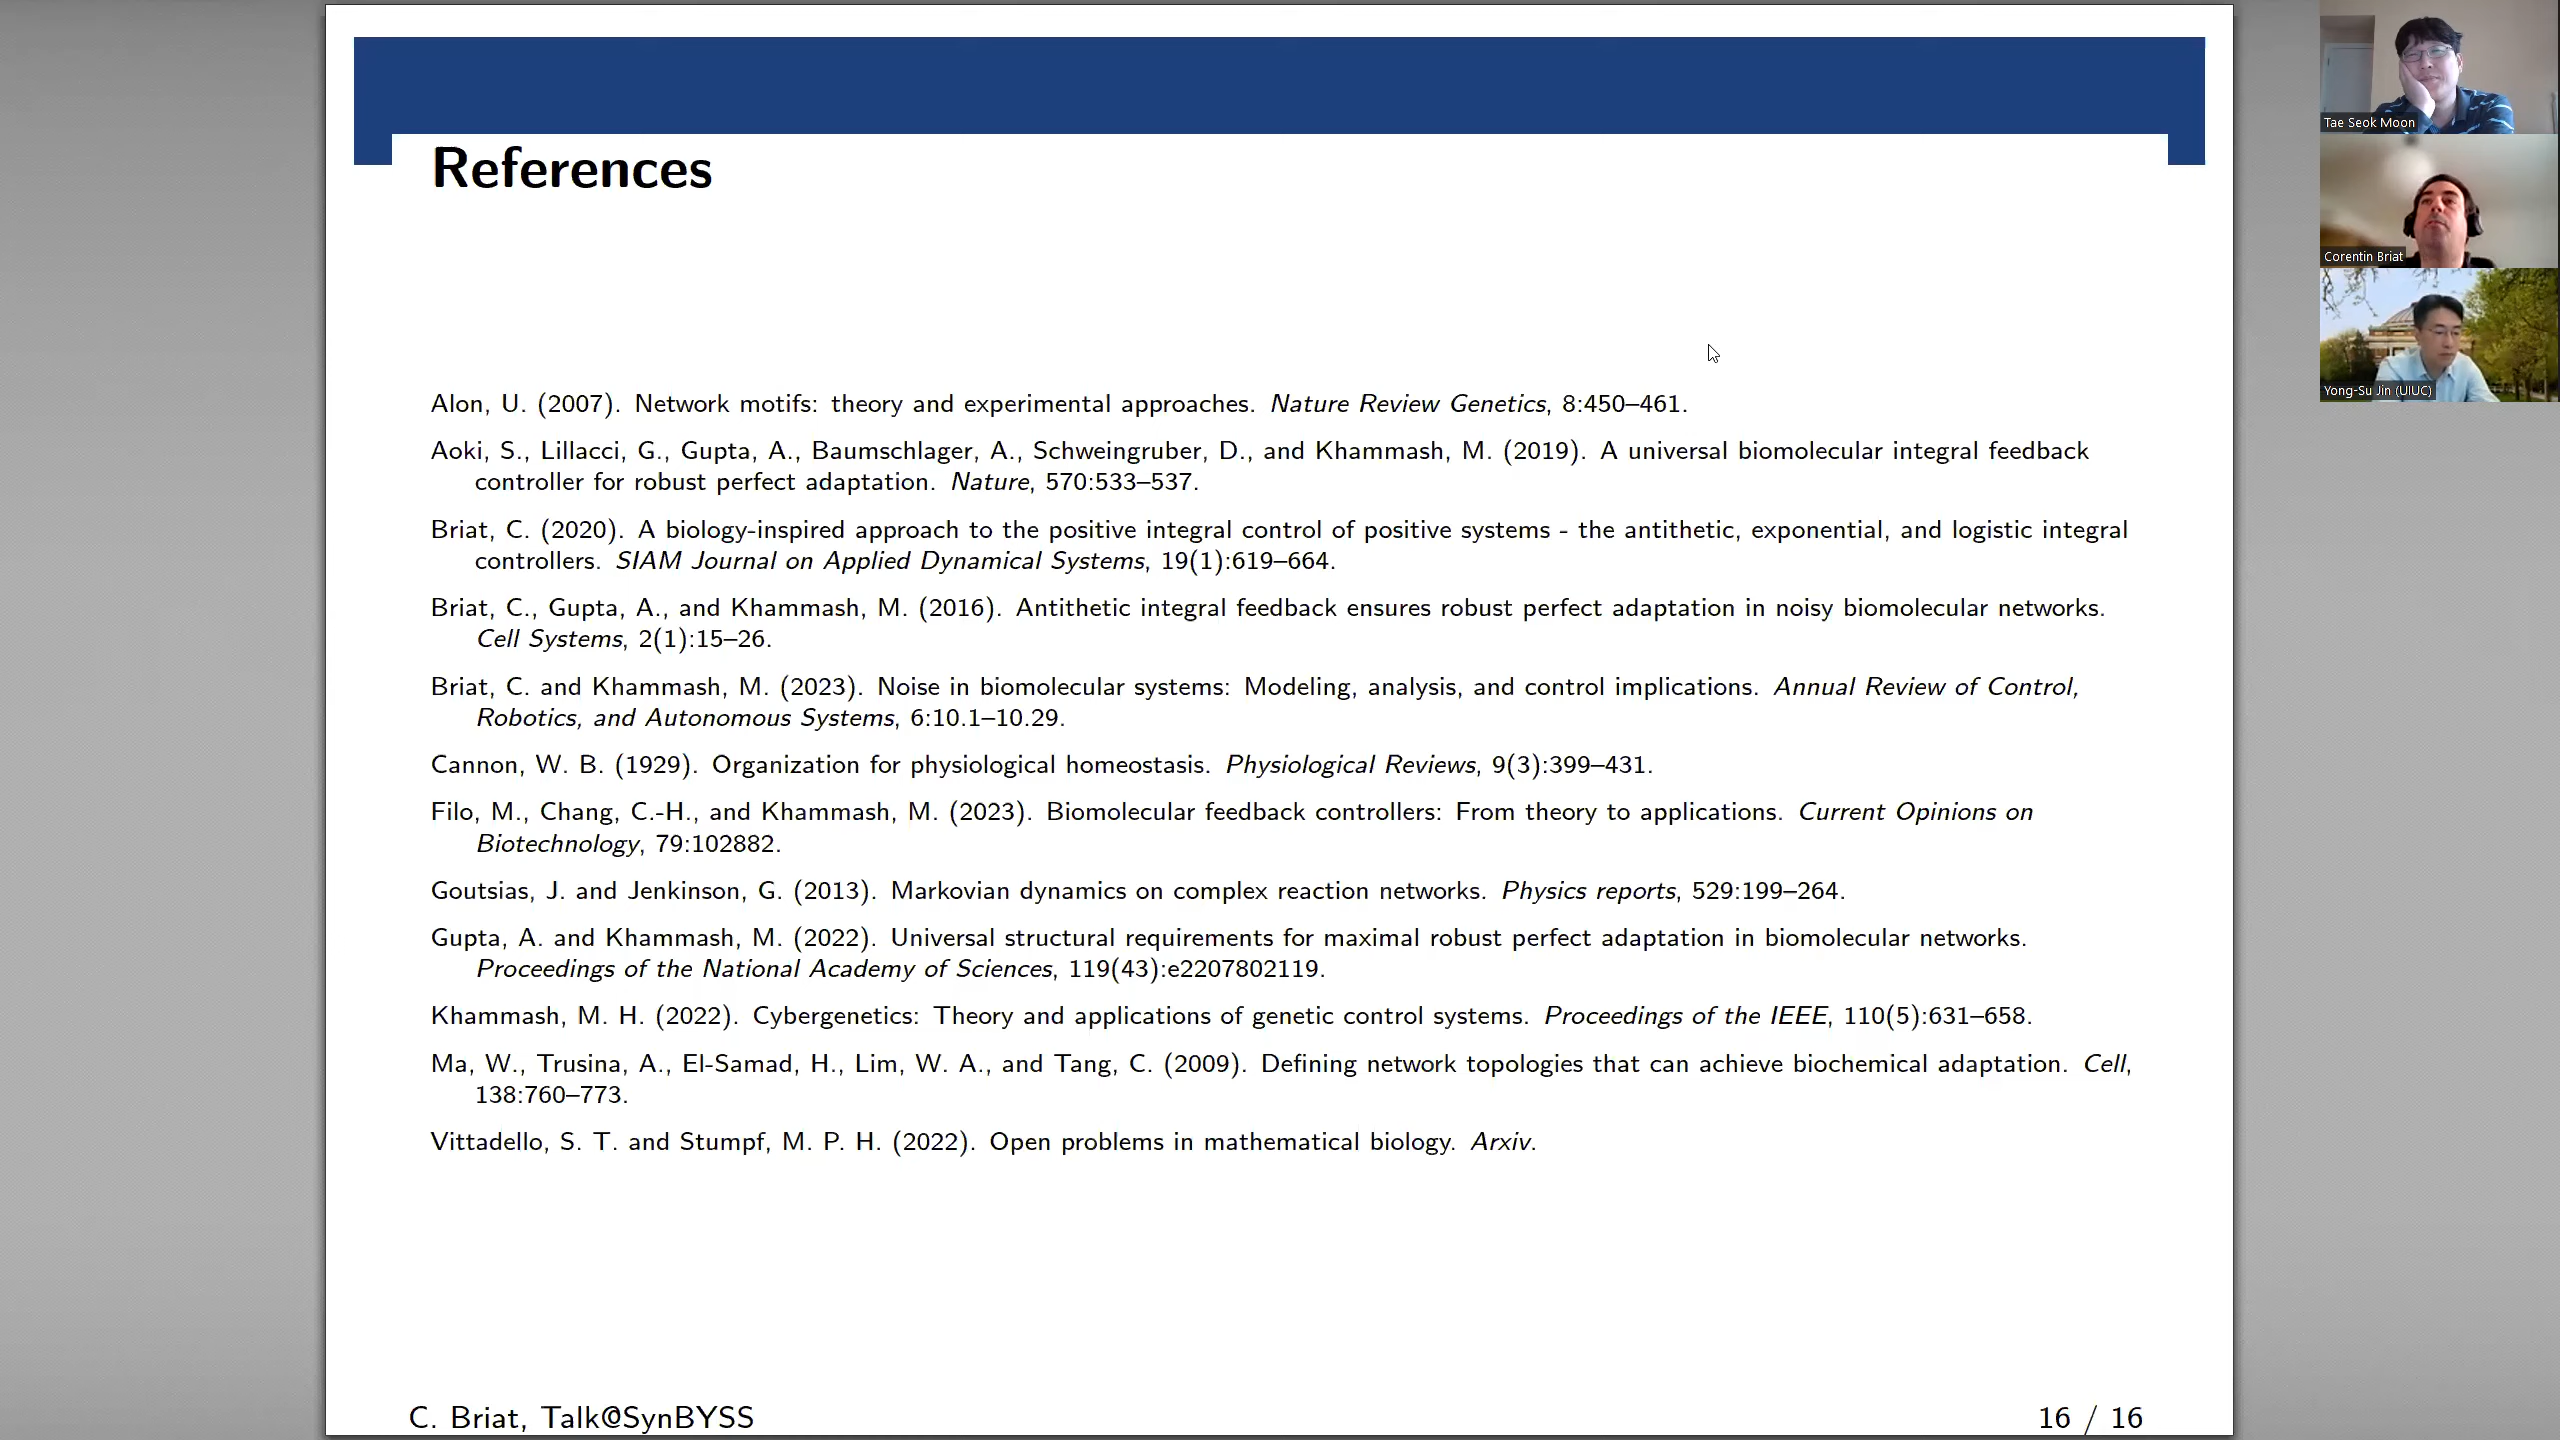 References
Alon, U. (2007). Network motifs: theory and experimental approaches. Nature Review Genetics, 8:450–461.
Aoki, S., Lillacci, G., Gupta, A., Baumschlager, A., Schweingruber, D., and Khammash, M. (2019). A universal biomolecular integral feedback
controller for robust perfect adaptation. Nature, 570:533–537.
Briat, C. (2020). A biology-inspired approach to the positive integral control of positive systems - the antithetic, exponential, and logistic integral
controllers. SIAM Journal on Applied Dynamical Systems, 19(1):619–664.
Briat, C., Gupta, A., and Khammash, M. (2016). Antithetic integral feedback ensures robust perfect adaptation in noisy biomolecular networks.
Cell Systems, 2(1):15–26.
Briat, C. and Khammash, M. (2023). Noise in biomolecular systems: Modeling, analysis, and control implications. Annual Review of Control,
Robotics, and Autonomous Systems, 6:10.1–10.29.
Cannon, W. B. (1929). Organization for physiological homeostasis. Physiological Reviews, 9(3):399–431.
Filo, M., Chang, C.-H., and Khammash, M. (2023). Biomolecular feedback controllers: From theory to applications. Current Opinions on
Biotechnology, 79:102882.
Goutsias, J. and Jenkinson, G. (2013). Markovian dynamics on complex reaction networks. Physics reports, 529:199–264.
Gupta, A. and Khammash, M. (2022). Universal structural requirements for maximal robust perfect adaptation in biomolecular networks.
Proceedings of the National Academy of Sciences, 119(43):e2207802119.
Khammash, M. H. (2022). Cybergenetics: Theory and applications of genetic control systems. Proceedings of the IEEE, 110(5):631–658.
Ma, W., Trusina, A., El-Samad, H., Lim, W. A., and Tang, C. (2009). Defining network topologies that can achieve biochemical adaptation. Cell,
138:760–773.
Vittadello, S. T. and Stumpf, M. P. H. (2022). Open problems in mathematical biology. Arxiv.
C. Briat, Talk@SynBYSS
16 / 16
Tae Seok Moon
Corentin Briat
Yong-Su Jin (UIUC)